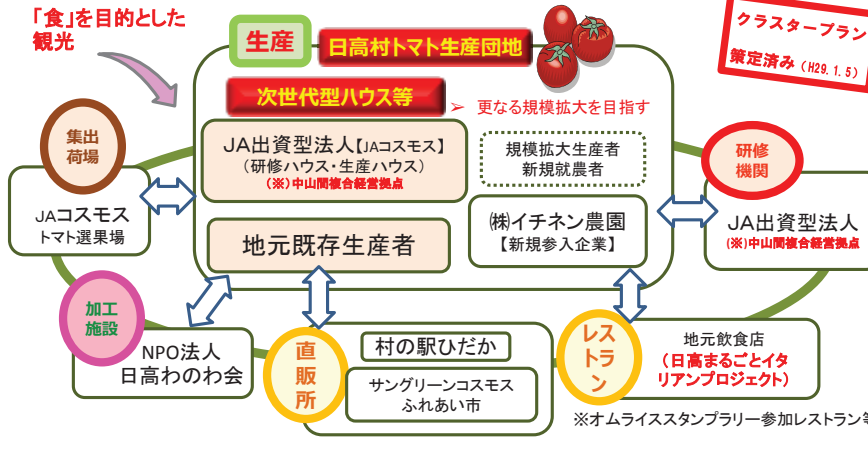 「食」を目的とした
観光
生産
日高村トマト生産団地
クラスタープラン
策定済み（H29.1.5）
次世代型ハウス等
➢ 更なる規模拡大を目指す
集出
荷場
JAコスモス
トマト選果場
JA出資型法人【JAコスモス】
（研修ハウス・生産ハウス）
(※)中山間複合経営拠点
規模拡大生産者
新規就農者
研修
機関
JA出資型法人
(※)中山間複合経営拠点
地元既存生産者
㈱イチネン農園
【新規参入企業】
加工
施設
NPO法人
日高わのわ会
直
販
所
村の駅ひだか
サングリーンコスモス
ふれあい市
レス
トラ
ン
地元飲食店
（日高まるごとイタ
リアンプロジェクト）
※オムライススタンプラリー参加レストラン等